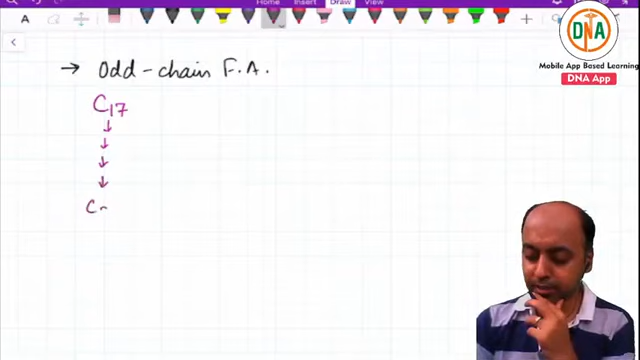 Home Insert Draw View
DNA
Mobile App Based Learning
DNA App
→ Odd-chain F.A.
C17
↓
↓
↓
↓
C-